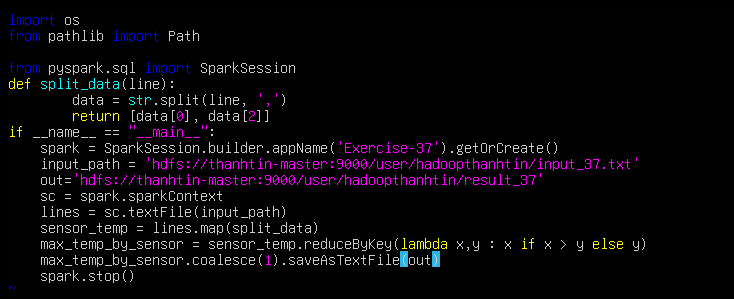 import os
from pathlib import Path

from pyspark.sql import SparkSession
def split_data(line):
        data = str.split(line, ',')
        return [data[0], data[2]]
if __name__ == "__main__":
    spark = SparkSession.builder.appName('Exercise-37').getOrCreate()
    input_path = 'hdfs://thanhtin-master:9000/user/hadoopthanhtin/input_37.txt'
    out='hdfs://thanhtin-master:9000/user/hadoopthanhtin/result_37'
    sc = spark.sparkContext
    lines = sc.textFile(input_path)
    sensor_temp = lines.map(split_data)
    max_temp_by_sensor = sensor_temp.reduceByKey(lambda x,y : x if x > y else y)
    max_temp_by_sensor.coalesce(1).saveAsTextFile(out)
    spark.stop()
~